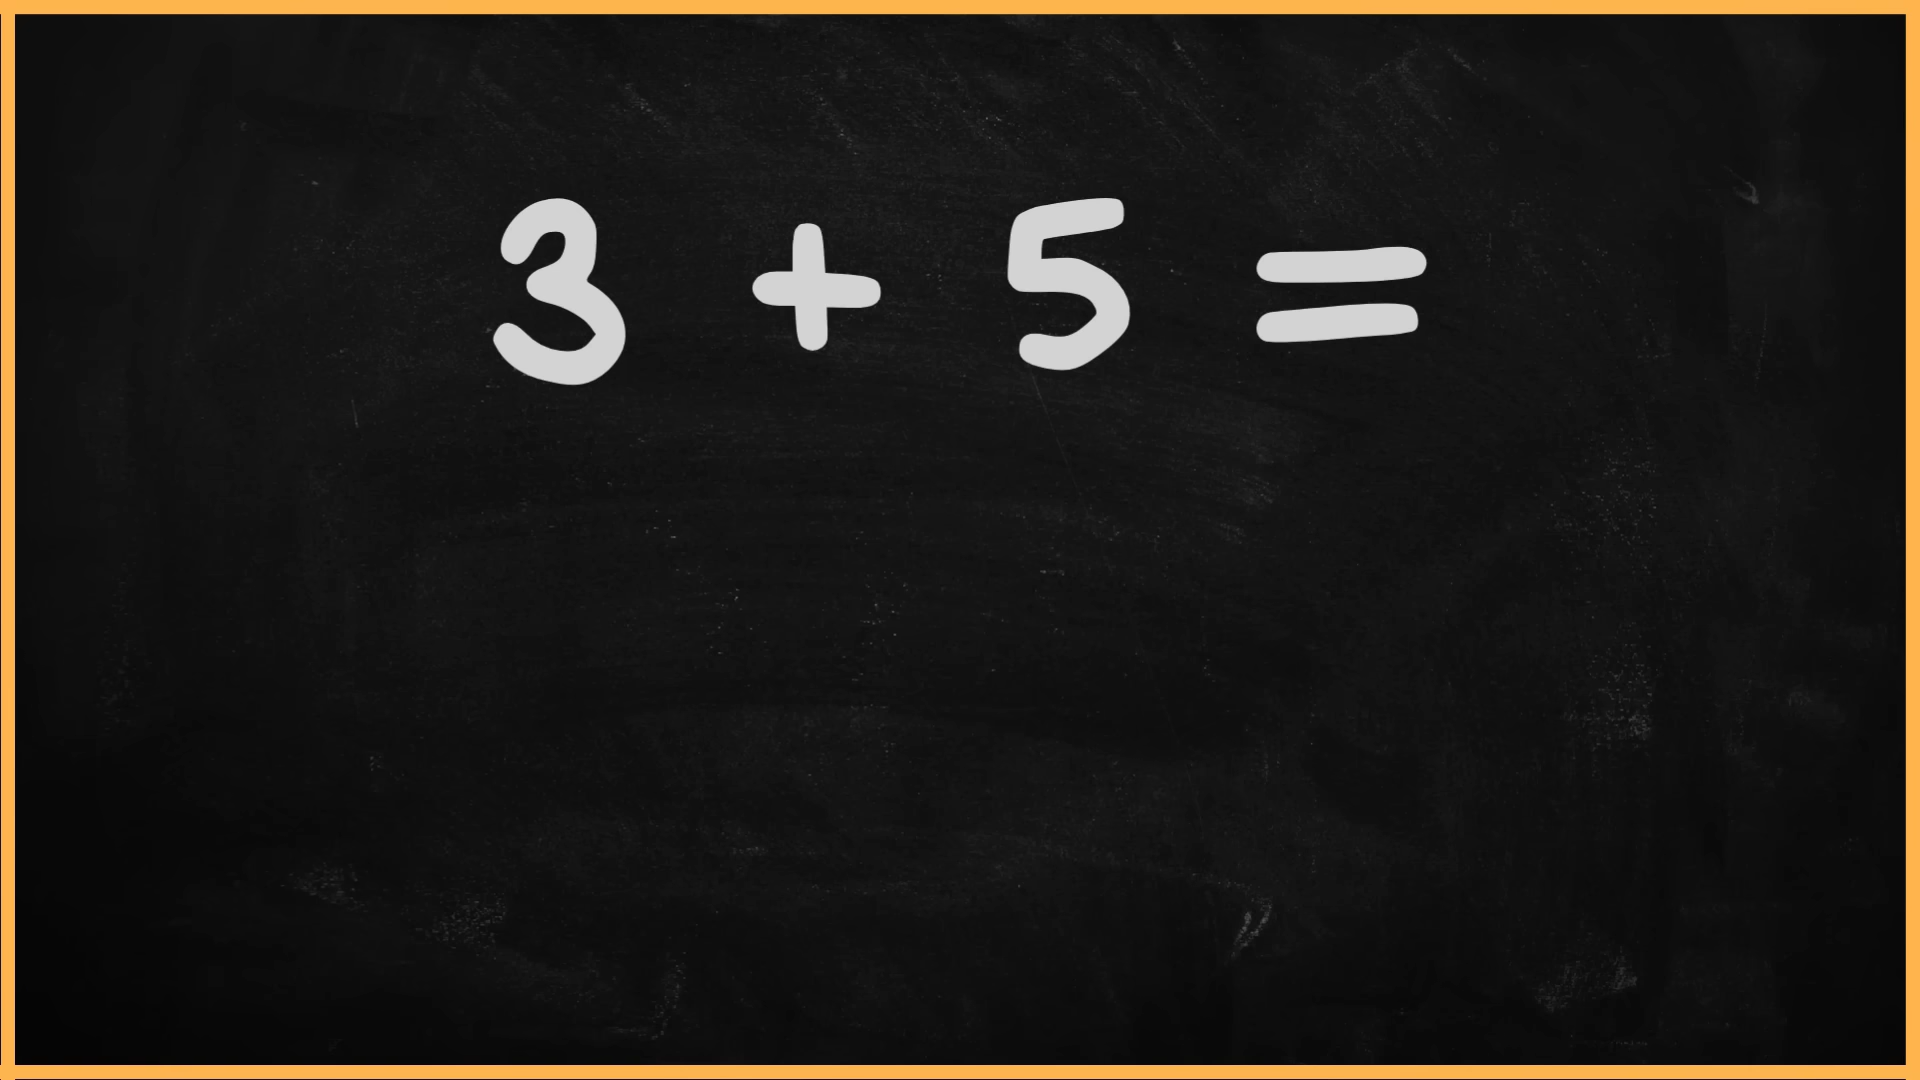 3 + 5 =